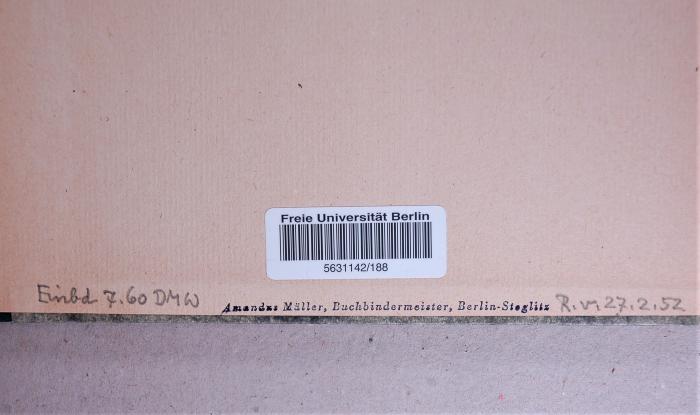 Freie Universität Berlin
5631142/188
Einbd 7.60 DMW
Amandus Müller, Buchbindermeister, Berlin-Steglitz
R.v.27.2.52